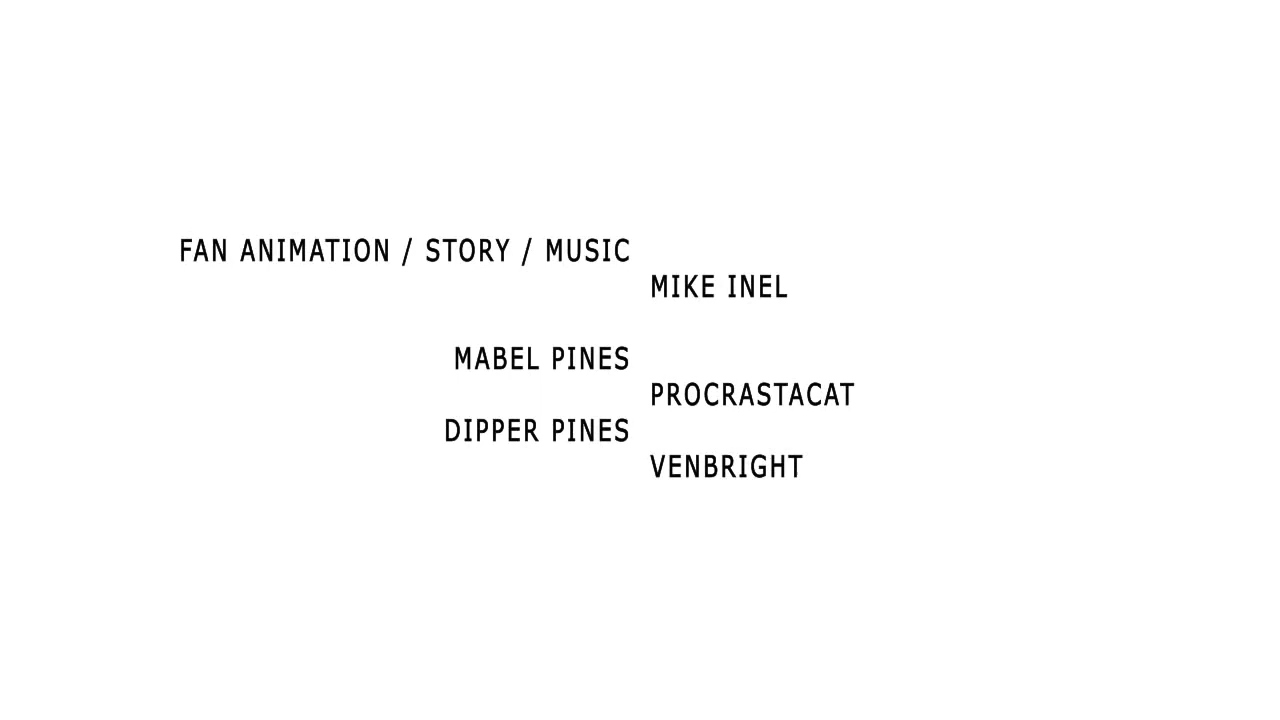 FAN ANIMATION / STORY / MUSIC
MIKE INEL
MABEL PINES
PROCRASTACAT
DIPPER PINES
VENBRIGHT